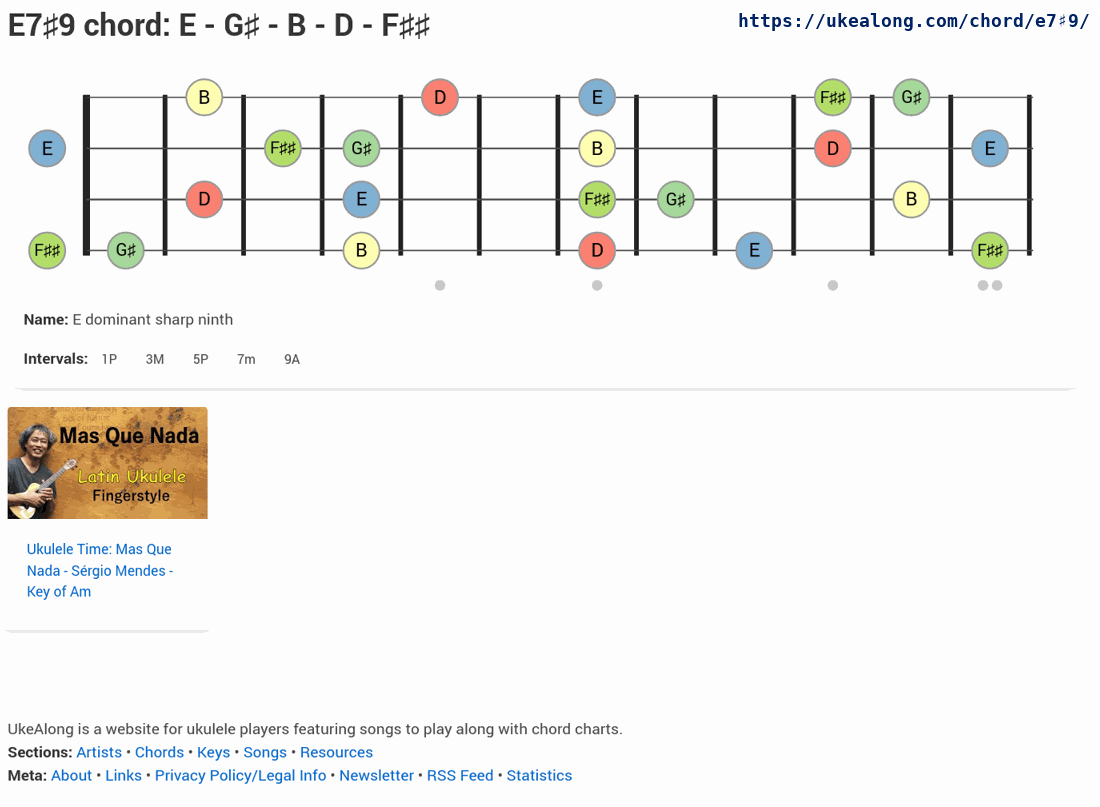 E7♯9 chord: E - G♯ - B - D - F♯♯
https://ukealong.com/chord/e7♯9/
B D E F♯♯ G♯
E F♯♯ G♯ B D E
D E F♯♯ G♯ B
F♯♯ G♯ B D E F♯♯
Name: E dominant sharp ninth
Intervals: 1P 3M 5P 7m 9A
Mas Que Nada
Latin Ukulele
Fingerstyle
Ukulele Time: Mas Que
Nada - Sérgio Mendes -
Key of Am
UkeAlong is a website for ukulele players featuring songs to play along with chord charts.
Sections: Artists • Chords • Keys • Songs • Resources
Meta: About • Links • Privacy Policy/Legal Info • Newsletter • RSS Feed • Statistics